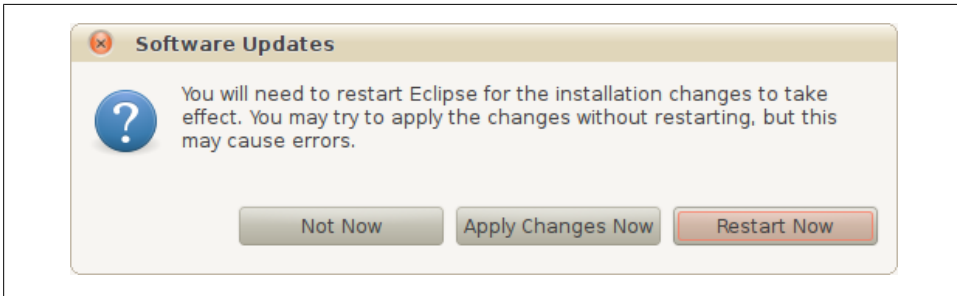 Software Updates
You will need to restart Eclipse for the installation changes to take
effect. You may try to apply the changes without restarting, but this
may cause errors.
Not Now Apply Changes Now Restart Now